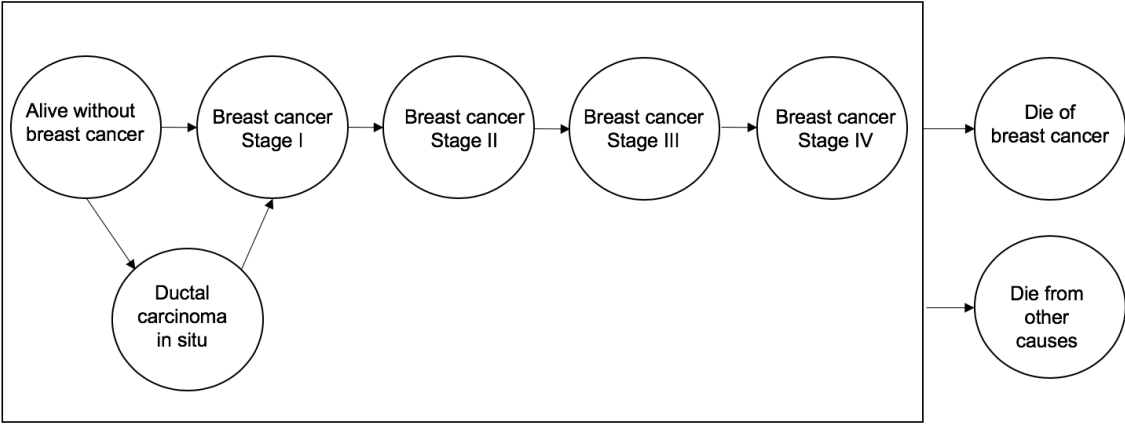 Alive without
breast cancer
Breast cancer
Stage I
Breast cancer
Stage II
Breast cancer
Stage III
Breast cancer
Stage IV
Die of
breast cancer
Ductal
carcinoma
in situ
Die from
other
causes